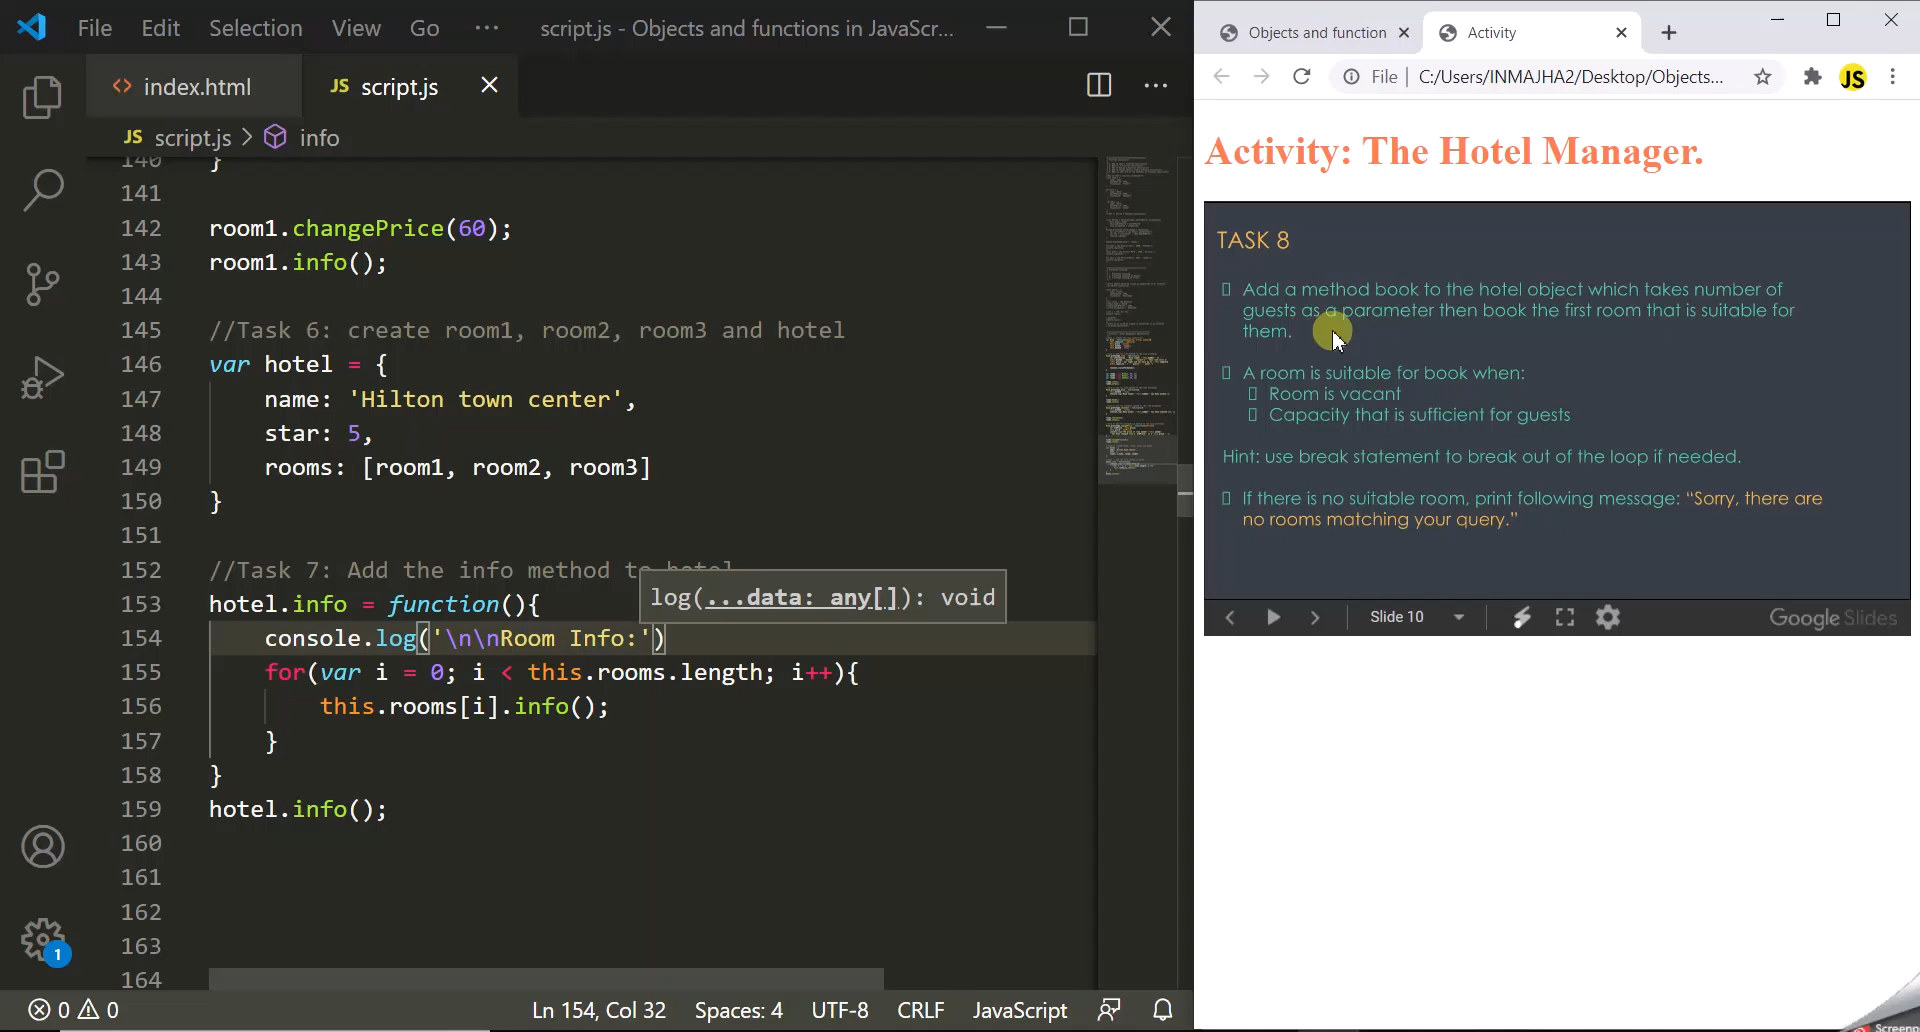 File Edit Selection View Go ··· script.js - Objects and functions in JavaScr...
index.html JS script.js
JS script.js > info
140 }
141
142 room1.changePrice(60);
143 room1.info();
144
145 //Task 6: create room1, room2, room3 and hotel
146 var hotel = {
147 name: 'Hilton town center',
148 star: 5,
149 rooms: [room1, room2, room3]
150 }
151
152 //Task 7: Add the info method to hotel
153 hotel.info = function(){
log(...data: any[]): void
154 console.log('\n\nRoom Info:')
155 for(var i = 0; i < this.rooms.length; i++){
156 this.rooms[i].info();
157 }
158 }
159 hotel.info();
160
161
162
163
164
1
0 0 Ln 154, Col 32 Spaces: 4 UTF-8 CRLF JavaScript
Objects and function Activity
File | C:/Users/INMAJHA2/Desktop/Objects... JS
Activity: The Hotel Manager.
TASK 8
Add a method book to the hotel object which takes number of
guests as a parameter then book the first room that is suitable for
them.
A room is suitable for book when:
Room is vacant
Capacity that is sufficient for guests
Hint: use break statement to break out of the loop if needed.
If there is no suitable room, print following message: “Sorry, there are
no rooms matching your query.”
Slide 10 Google Slides